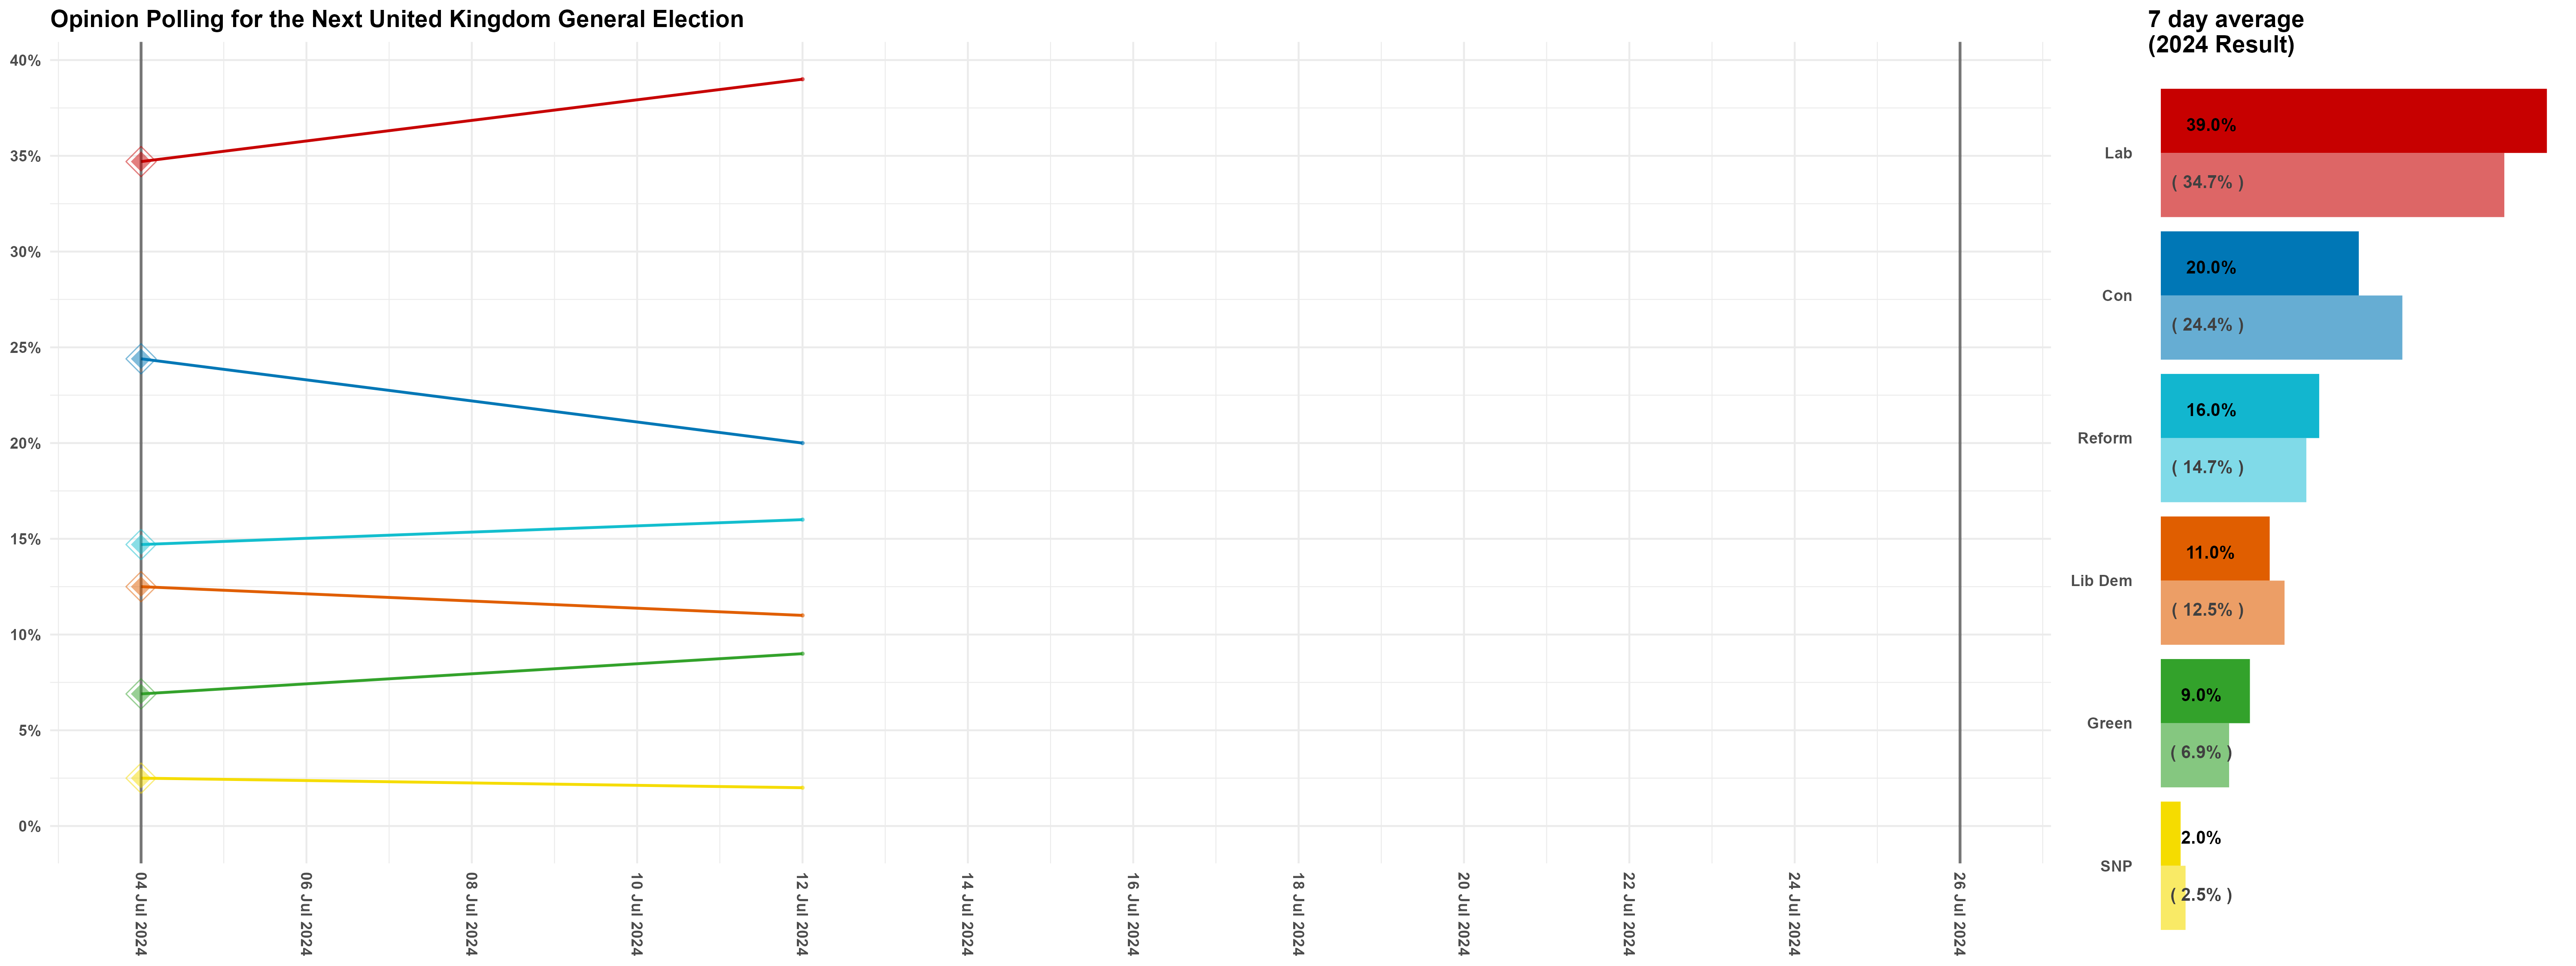 Opinion Polling for the Next United Kingdom General Election
40%
35%
30%
25%
20%
15%
10%
5%
0%
04 Jul 2024
06 Jul 2024
08 Jul 2024
10 Jul 2024
12 Jul 2024
14 Jul 2024
16 Jul 2024
18 Jul 2024
20 Jul 2024
22 Jul 2024
24 Jul 2024
26 Jul 2024
7 day average
(2024 Result)
Lab
39.0%
( 34.7% )
Con
20.0%
( 24.4% )
Reform
16.0%
( 14.7% )
Lib Dem
11.0%
( 12.5% )
Green
9.0%
( 6.9% )
SNP
2.0%
( 2.5% )